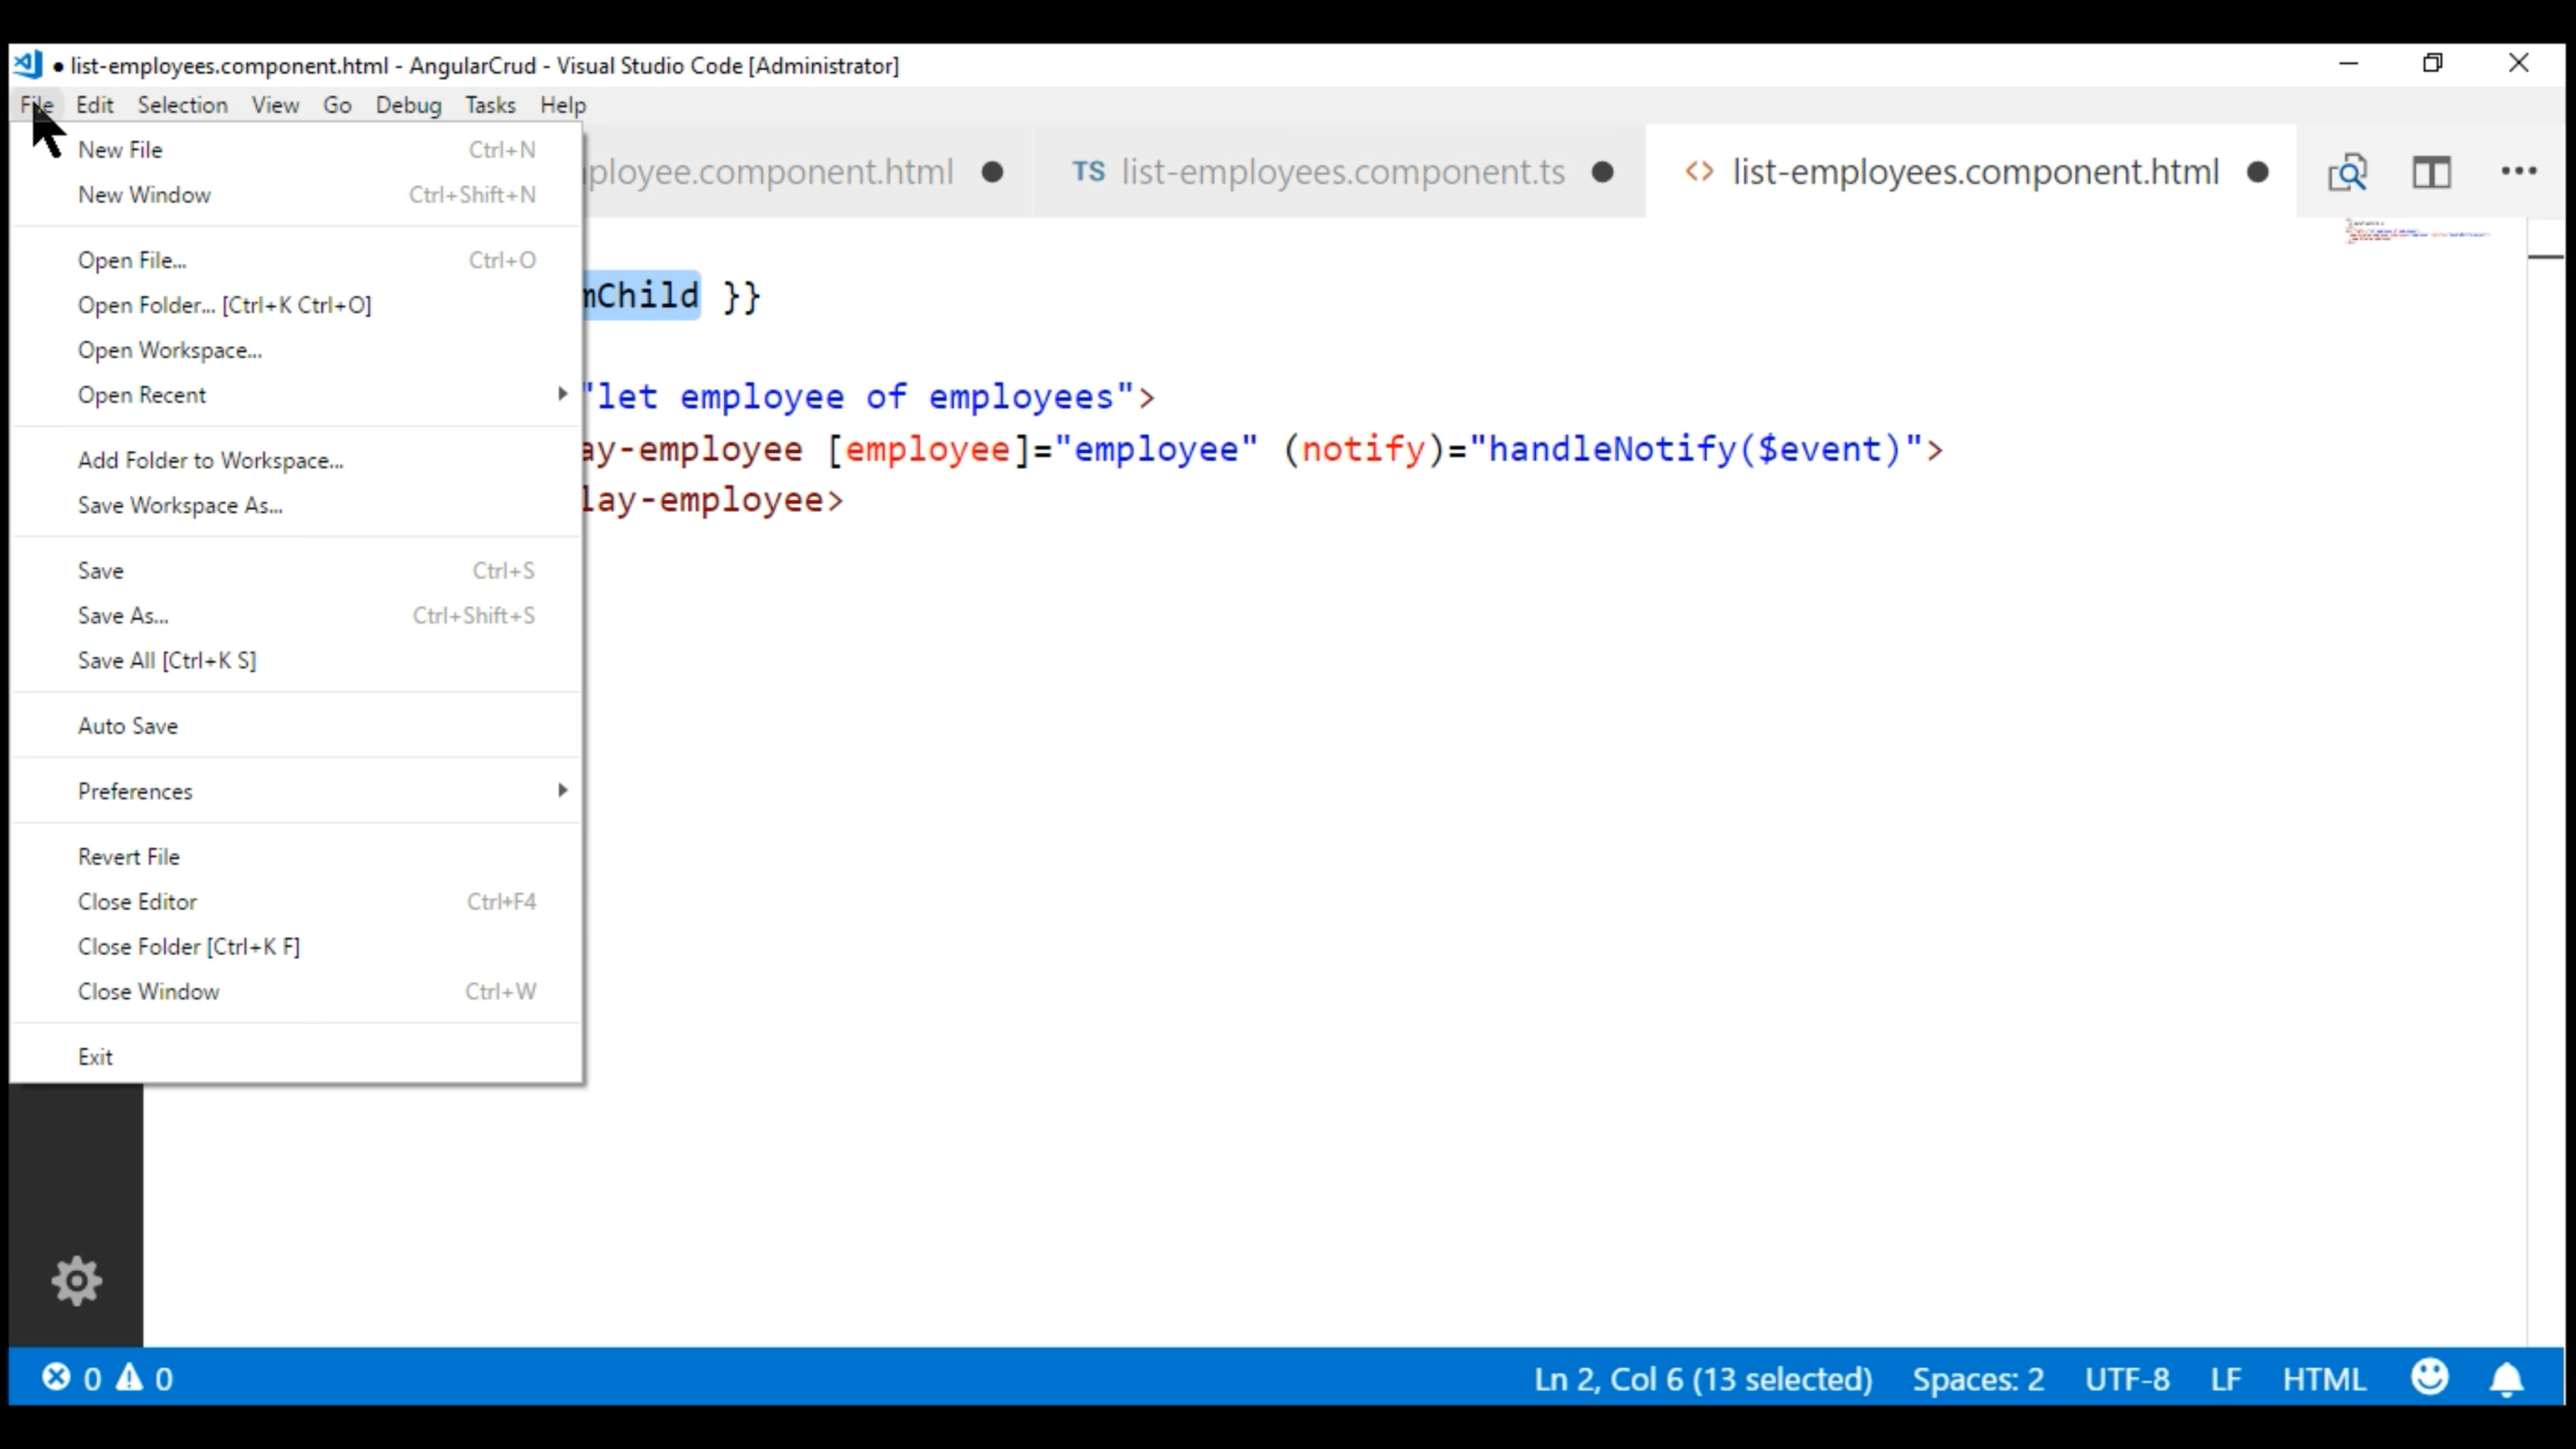 ● list-employees.component.html - AngularCrud - Visual Studio Code [Administrator]
File Edit Selection View Go Debug Tasks Help
ployee.component.html ● TS list-employees.component.ts ● <> list-employees.component.html ●
New File Ctrl+N
New Window Ctrl+Shift+N
Open File... Ctrl+O
Open Folder... [Ctrl+K Ctrl+O]
Open Workspace...
Open Recent
Add Folder to Workspace...
Save Workspace As...
Save Ctrl+S
Save As... Ctrl+Shift+S
Save All [Ctrl+K S]
Auto Save
Preferences
Revert File
Close Editor Ctrl+F4
Close Folder [Ctrl+K F]
Close Window Ctrl+W
Exit
mChild }}
"let employee of employees">
ay-employee [employee]="employee" (notify)="handleNotify($event)">
lay-employee>
0 0 Ln 2, Col 6 (13 selected) Spaces: 2 UTF-8 LF HTML